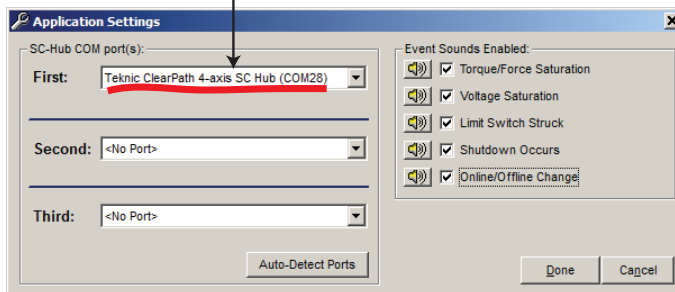 Application Settings
SC-Hub COM port(s):
First: Teknic ClearPath 4-axis SC Hub (COM28)
Second: <No Port>
Third: <No Port>
Auto-Detect Ports
Event Sounds Enabled:
Torque/Force Saturation
Voltage Saturation
Limit Switch Struck
Shutdown Occurs
Online/Offline Change
Done Cancel